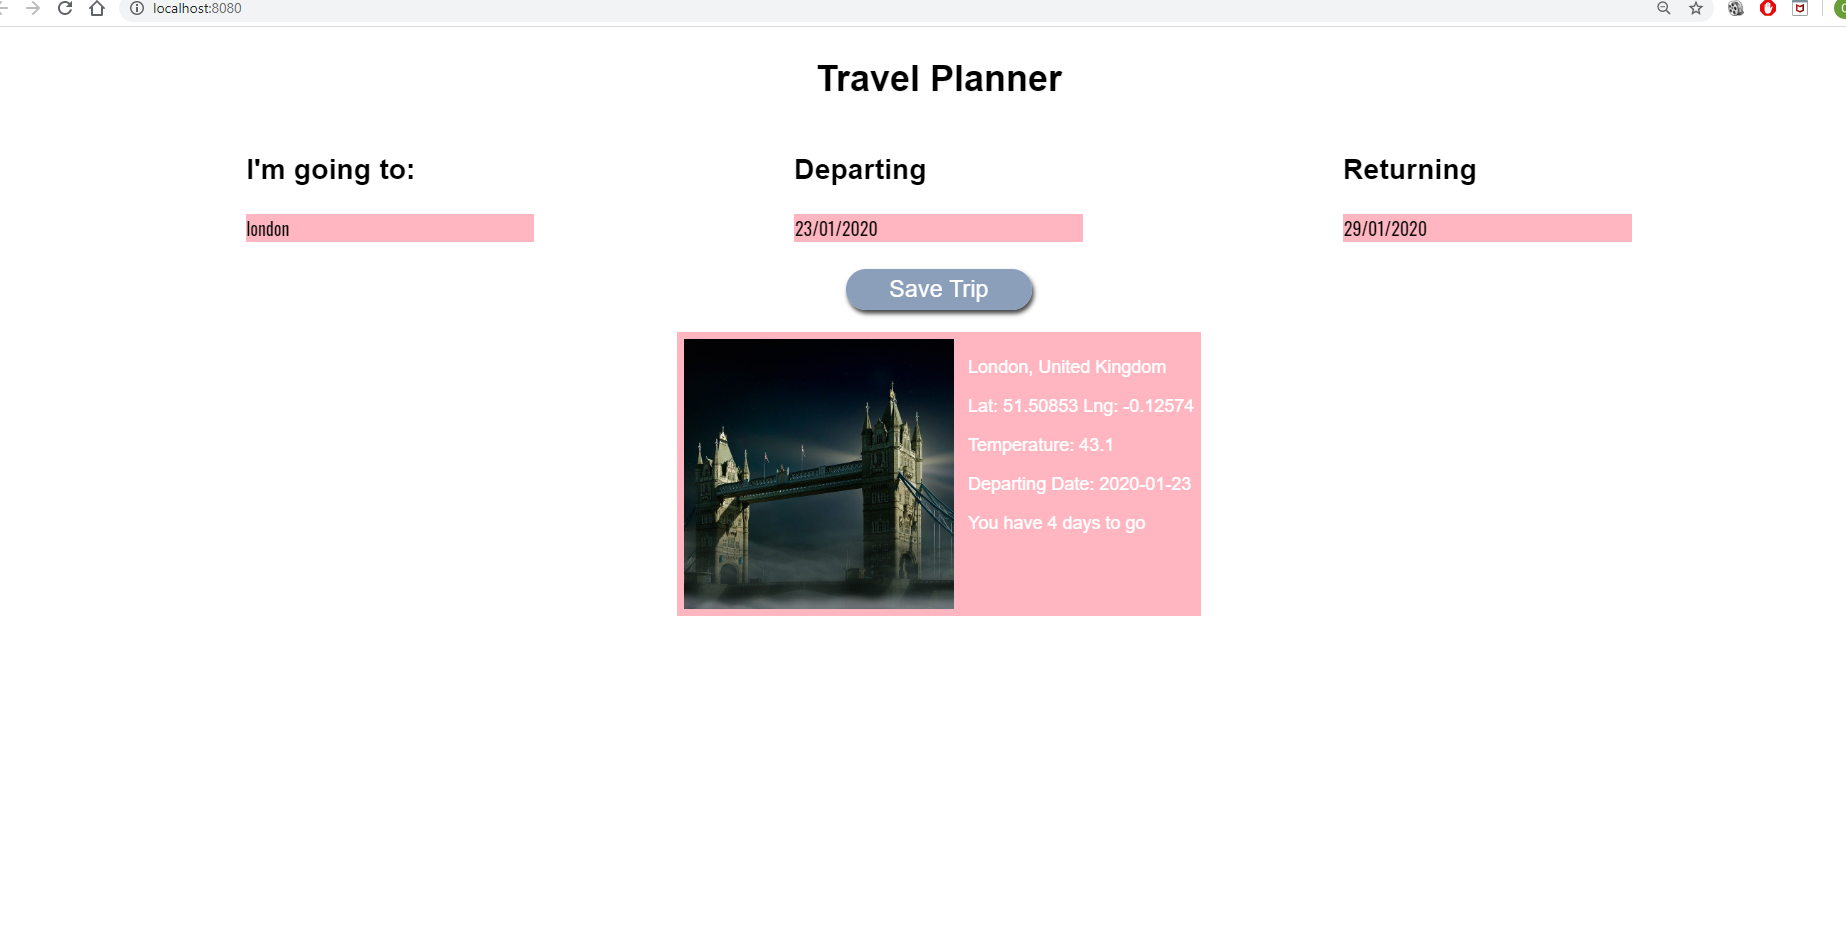 localhost:8080
Travel Planner
I'm going to:
Departing
Returning
london
23/01/2020
29/01/2020
Save Trip
London, United Kingdom
Lat: 51.50853 Lng: -0.12574
Temperature: 43.1
Departing Date: 2020-01-23
You have 4 days to go